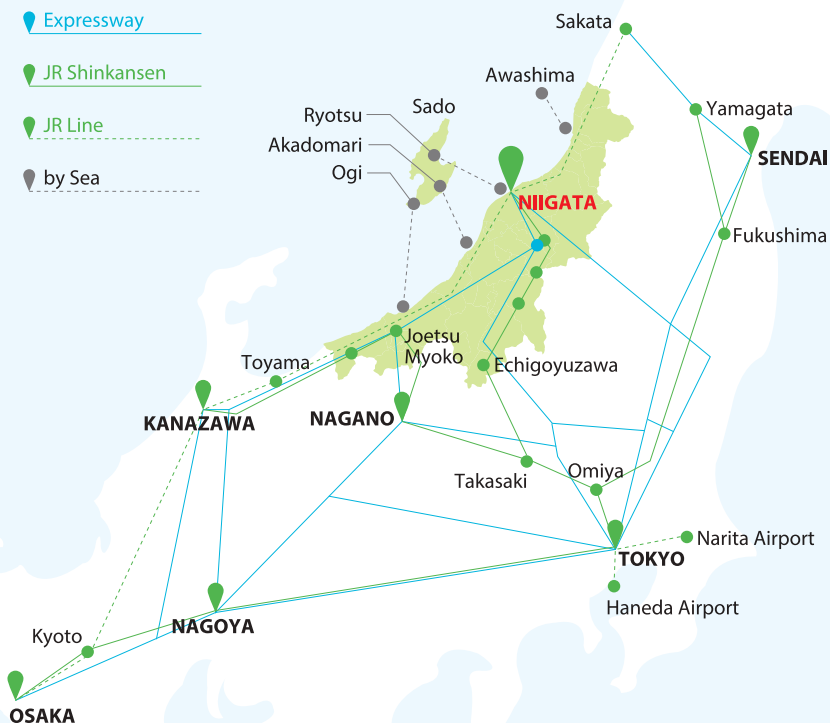 Expressway
JR Shinkansen
JR Line
by Sea
Sakata
Awashima
Sado
Ryotsu
Akadomari
Ogi
Yamagata
SENDAI
NIIGATA
Fukushima
Joetsu
Myoko
Toyama
Echigoyuzawa
KANAZAWA
NAGANO
Takasaki
Omiya
Narita Airport
TOKYO
Haneda Airport
NAGOYA
Kyoto
OSAKA